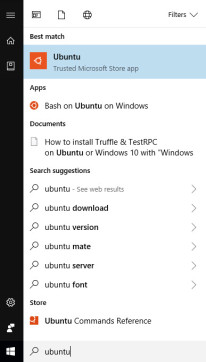 Filters
Best match
Ubuntu
Trusted Microsoft Store app
Apps
Bash on Ubuntu on Windows
Documents
How to install Truffle & TestRPC
on Ubuntu or Windows 10 with "Windows
Search suggestions
ubuntu - See web results
ubuntu download
ubuntu version
ubuntu mate
ubuntu server
ubuntu font
Store
Ubuntu Commands Reference
ubuntu